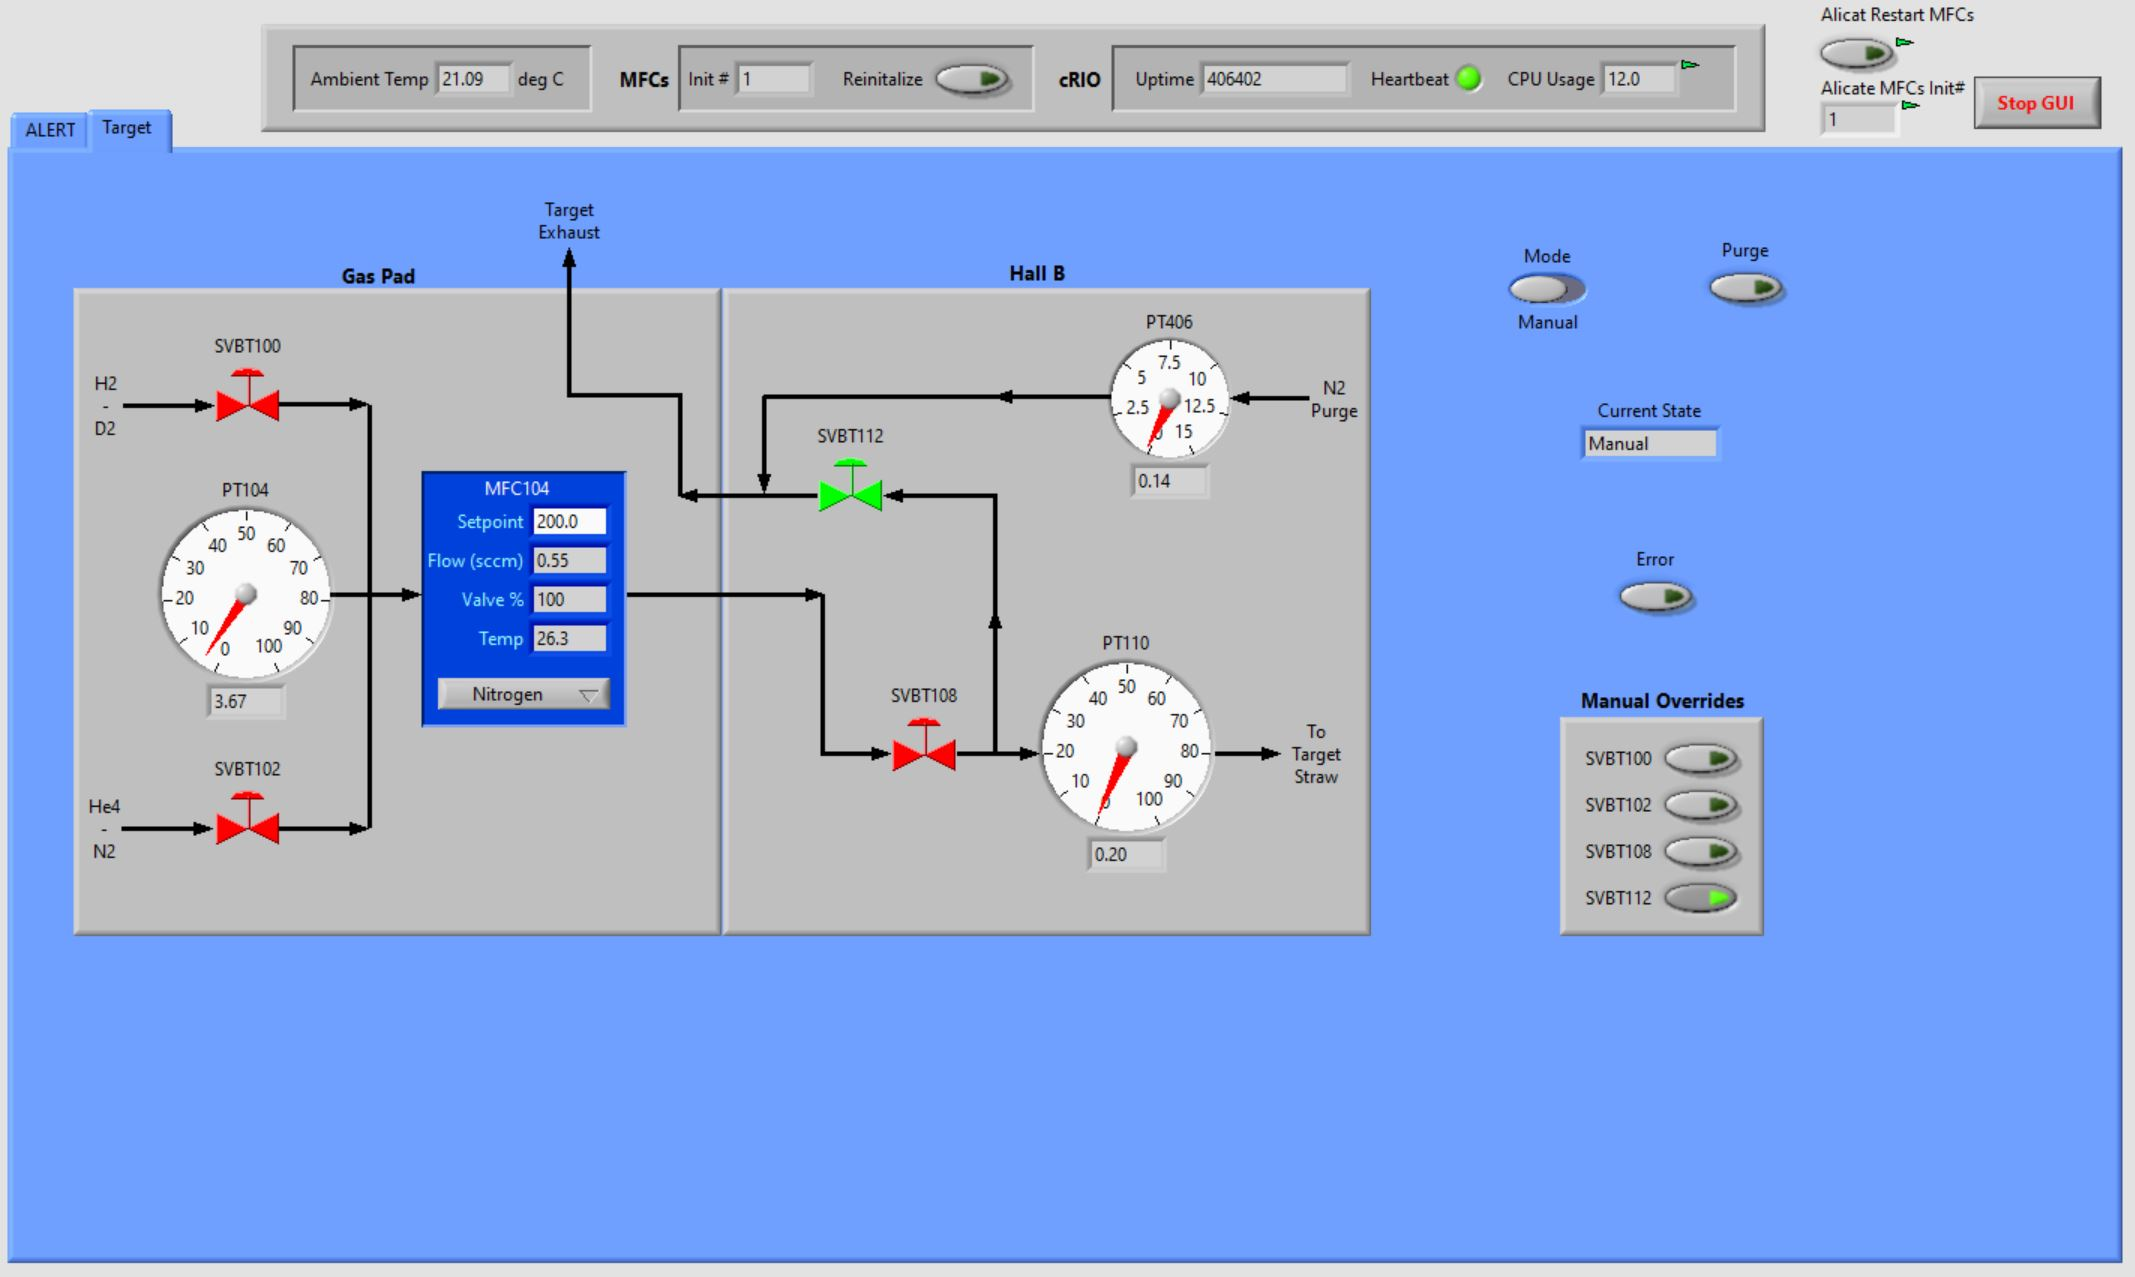 Alicat Restart MFCs
Ambient Temp 21.09 deg C MFCs Init # 1 Reinitalize cRIO Uptime 406402 Heartbeat CPU Usage 12.0
Alicate MFCs Init#
1
Stop GUI
ALERT Target
Target
Exhaust
Gas Pad
Hall B
Mode
Manual
Purge
SVBT100
H2
-
D2
PT104
0 10 20 30 40 50 60 70 80 90 100
3.67
SVBT102
He4
-
N2
MFC104
Setpoint 200.0
Flow (sccm) 0.55
Valve % 100
Temp 26.3
Nitrogen
PT406
0 2.5 5 7.5 10 12.5 15
0.14
N2
Purge
SVBT112
SVBT108
PT110
0 10 20 30 40 50 60 70 80 90 100
0.20
To
Target
Straw
Current State
Manual
Error
Manual Overrides
SVBT100
SVBT102
SVBT108
SVBT112